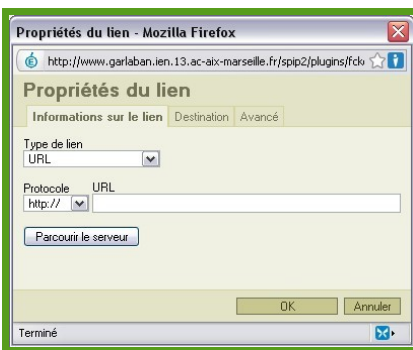 Propriétés du lien - Mozilla Firefox
http://www.garlaban.ien.13.ac-aix-marseille.fr/spip2/plugins/fck
Propriétés du lien
Informations sur le lien Destination Avancé
Type de lien
URL
Protocole URL
http://
Parcourir le serveur
OK Annuler
Terminé